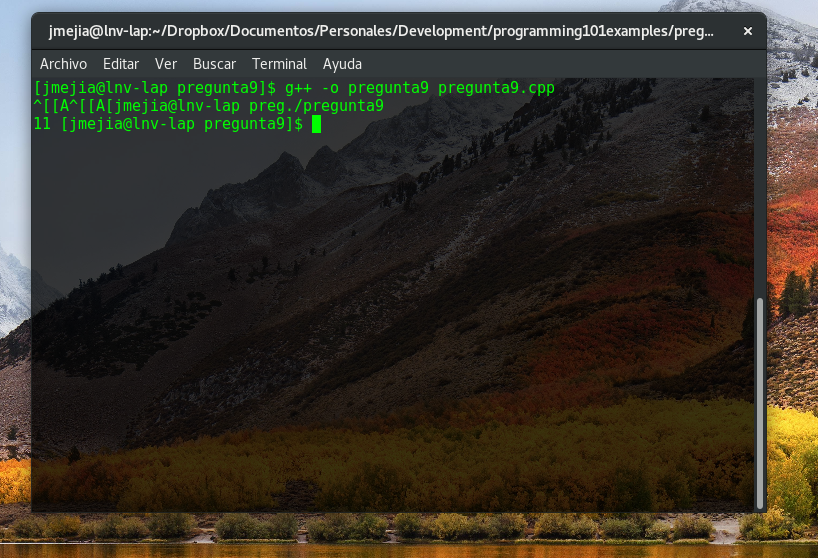 jmejia@lnv-lap:~/Dropbox/Documentos/Personales/Development/programming101examples/preg...
Archivo Editar Ver Buscar Terminal Ayuda
[jmejia@lnv-lap pregunta9]$ g++ -o pregunta9 pregunta9.cpp
^[[A^[[A[jmejia@lnv-lap preg./pregunta9
11 [jmejia@lnv-lap pregunta9]$